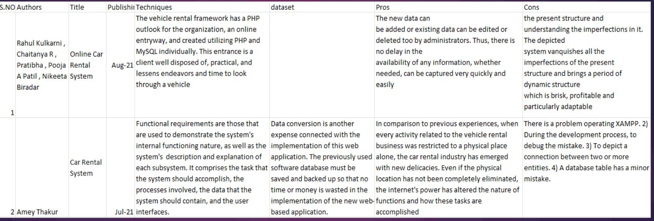 S.NO Authors Title Publishi Techniques dataset Pros Cons
Rahul Kulkarni ,
Chaitanya R ,
Pratibha , Pooja
A Patil , Nikeeta
Biradar
Online Car
Rental
System
Aug-21
The vehicle rental framework has a PHP
outlook for the organization, an online
entryway, and created utilizing PHP and
MySQL individually. This entrance is a
client well disposed of, practical, and
lessens endeavors and time to look
through a vehicle
The new data can
be added or existing data can be edited or
deleted too by administrators. Thus, there is
no delay in the
availability of any information, whether
needed, can be captured very quickly and
easily
the present structure and
understanding the imperfections in it.
The depicted
system vanquishes all the
imperfections of the present
structure and brings a period of
dynamic structure
which is brisk, profitable and
particularly adaptable
1
Car Rental
System
Functional requirements are those that
are used to demonstrate the system's
internal functioning nature, as well as the
system's description and explanation of
each subsystem. It comprises the task that
the system should accomplish, the
processes involved, the data that the
system should contain, and the user
interfaces.
Data conversion is another
expense connected with the
implementation of this web
application. The previously used
software database must be
saved and backed up so that no
time or money is wasted in the
implementation of the new web-
based application.
In comparison to previous experiences, when
every activity related to the vehicle rental
business was restricted to a physical place
alone, the car rental industry has emerged
with new delicacies. Even if the physical
location has not been completely eliminated,
the internet's power has altered the nature of
functions and how these tasks are
accomplished
There is a problem operating XAMPP. 2)
During the development process, to
debug the mistake. 3) To depict a
connection between two or more
entities. 4) A database table has a minor
mistake.
2 Amey Thakur
Jul-21